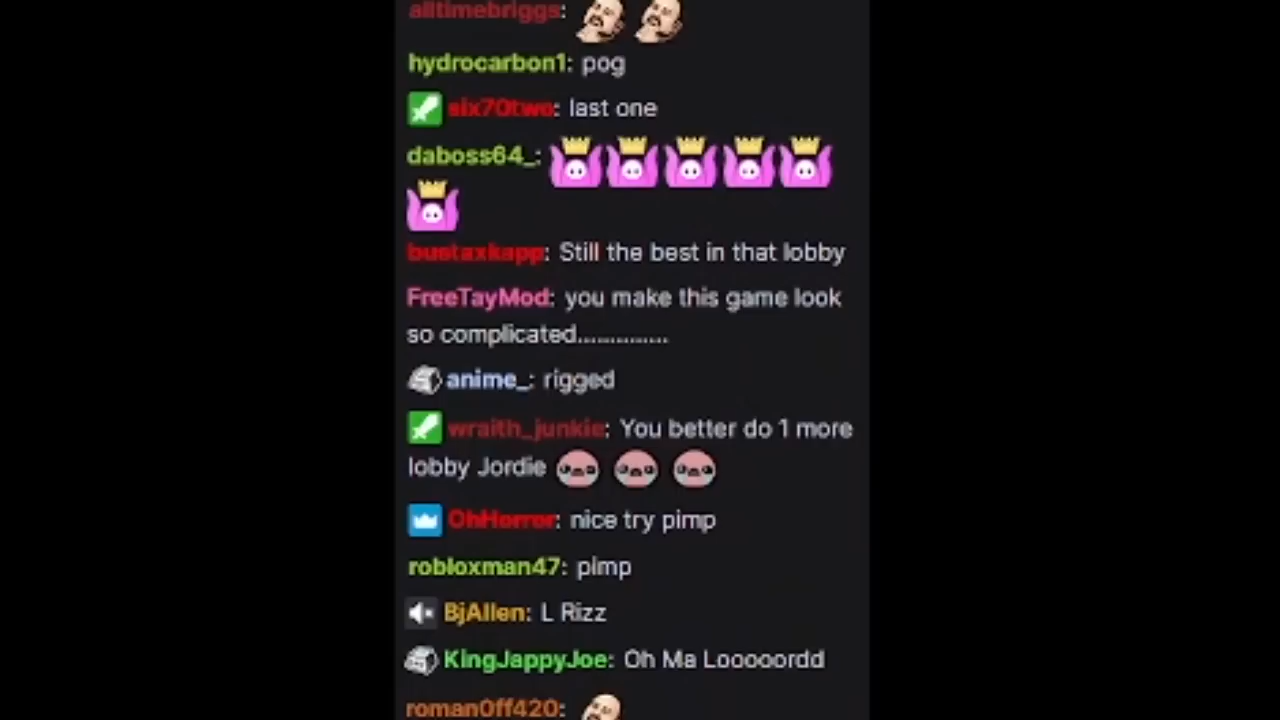 alltimebriggs:
hydrocarbon1: pog
six70two: last one
daboss64_:
bustaxkapp: Still the best in that lobby
FreeTayMod: you make this game look
so complicated..............
anime_: rigged
wraith_junkie: You better do 1 more
lobby Jordie
OhHorror: nice try pimp
robloxman47: pimp
BjAllen: L Rizz
KingJappyJoe: Oh Ma Looooordd
roman0ff420: